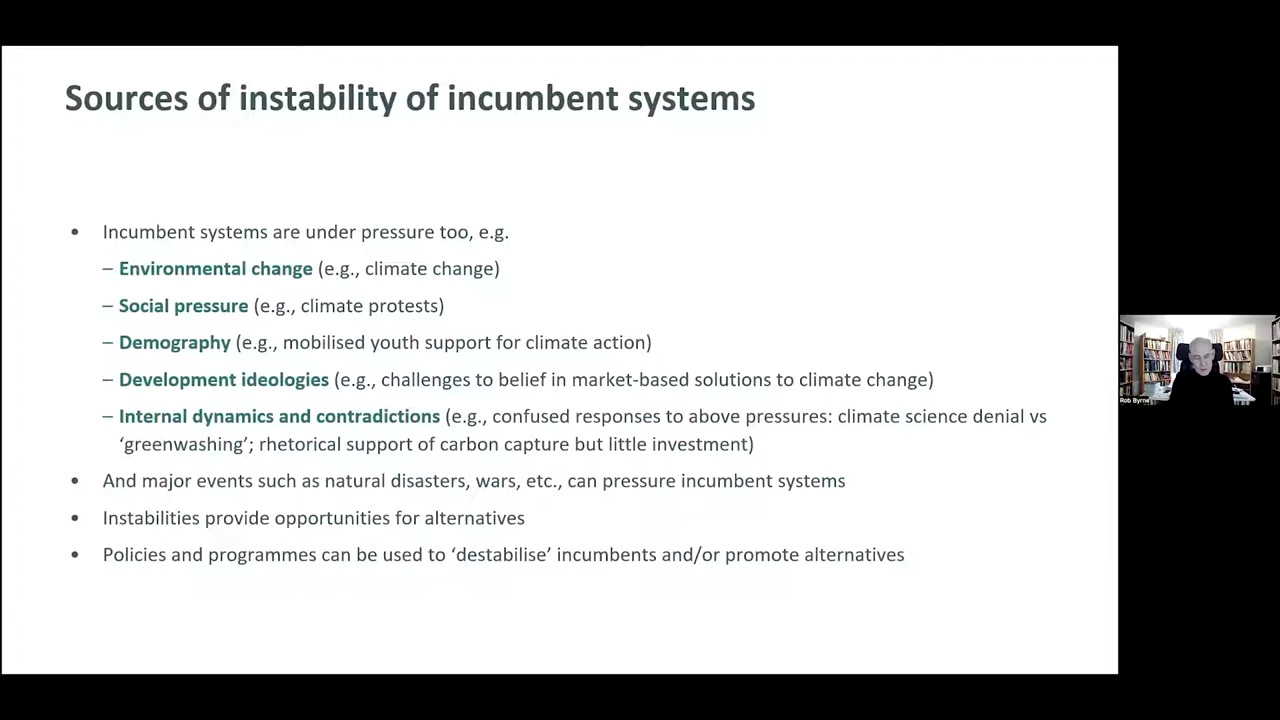 Sources of instability of incumbent systems
• Incumbent systems are under pressure too, e.g.
– Environmental change (e.g., climate change)
– Social pressure (e.g., climate protests)
– Demography (e.g., mobilised youth support for climate action)
– Development ideologies (e.g., challenges to belief in market-based solutions to climate change)
– Internal dynamics and contradictions (e.g., confused responses to above pressures: climate science denial vs
‘greenwashing’; rhetorical support of carbon capture but little investment)
• And major events such as natural disasters, wars, etc., can pressure incumbent systems
• Instabilities provide opportunities for alternatives
• Policies and programmes can be used to ‘destabilise’ incumbents and/or promote alternatives
Rob Byrne